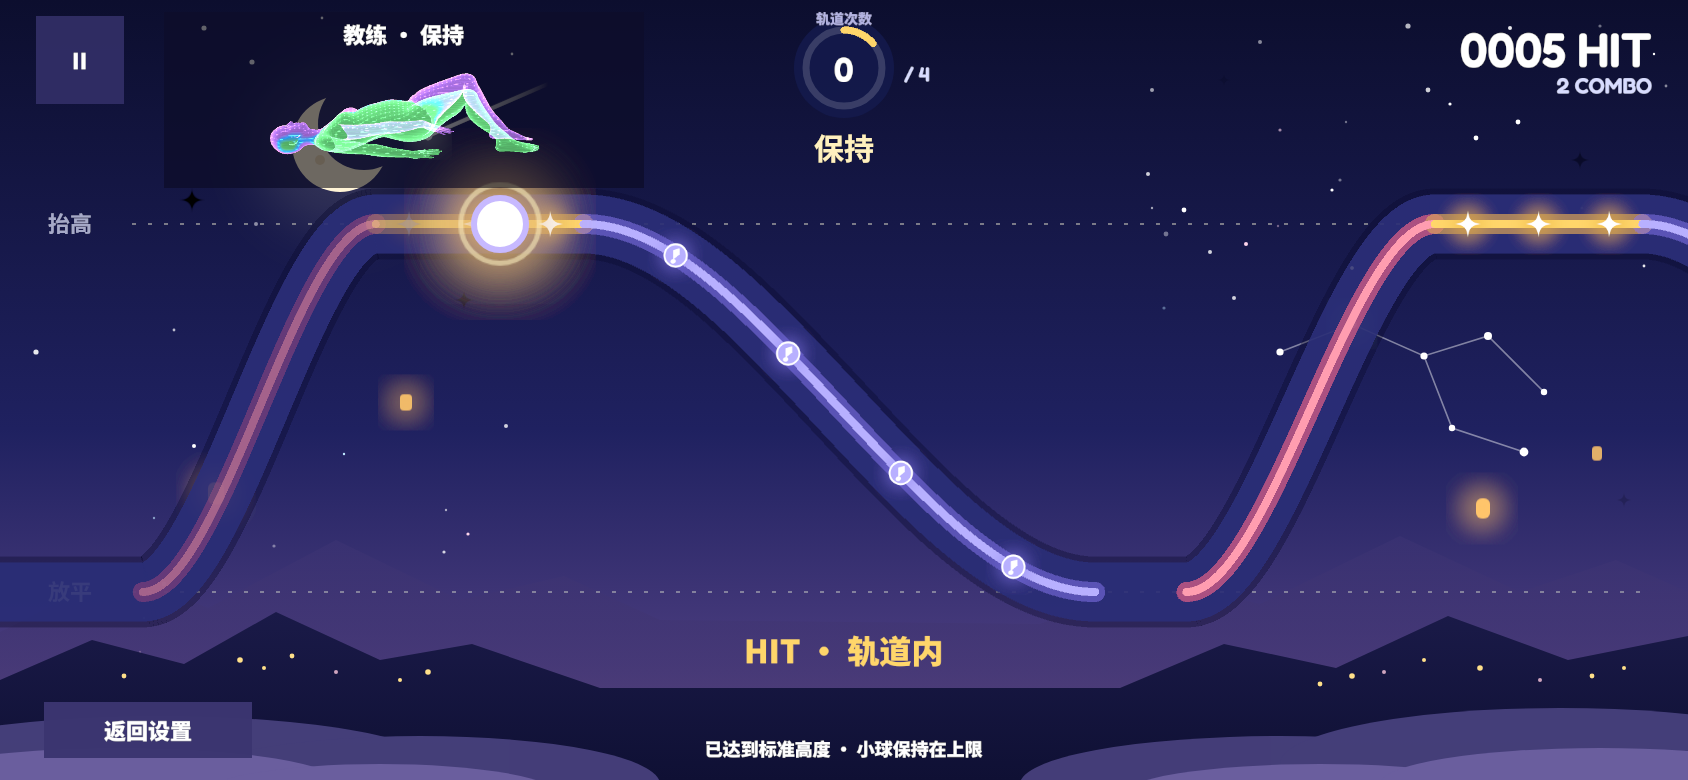 教练 • 保持
轨道次数
0 / 4
保持
0005 HIT
2 COMBO
抬高
放平
HIT • 轨道内
返回设置
已达到标准高度 • 小球保持在上限